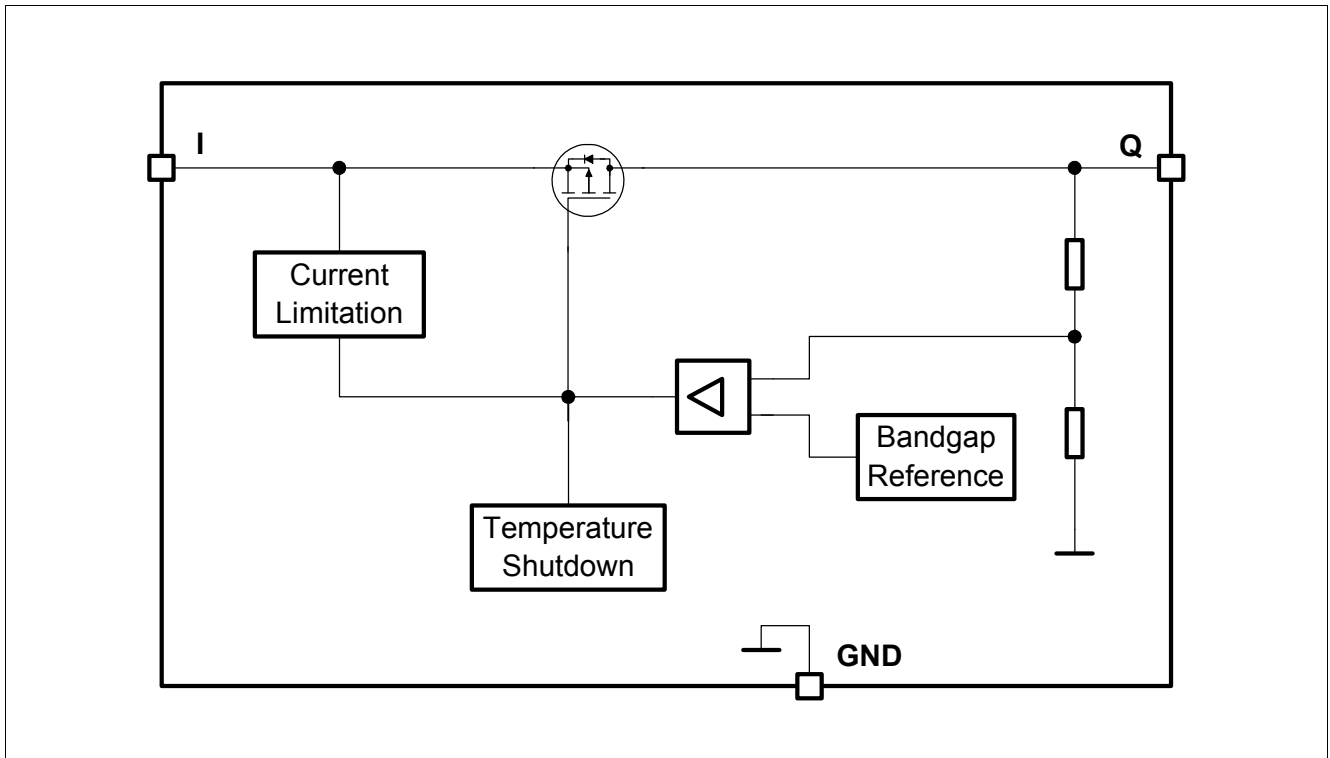 I
Q
Current
Limitation
Bandgap
Reference
Temperature
Shutdown
GND